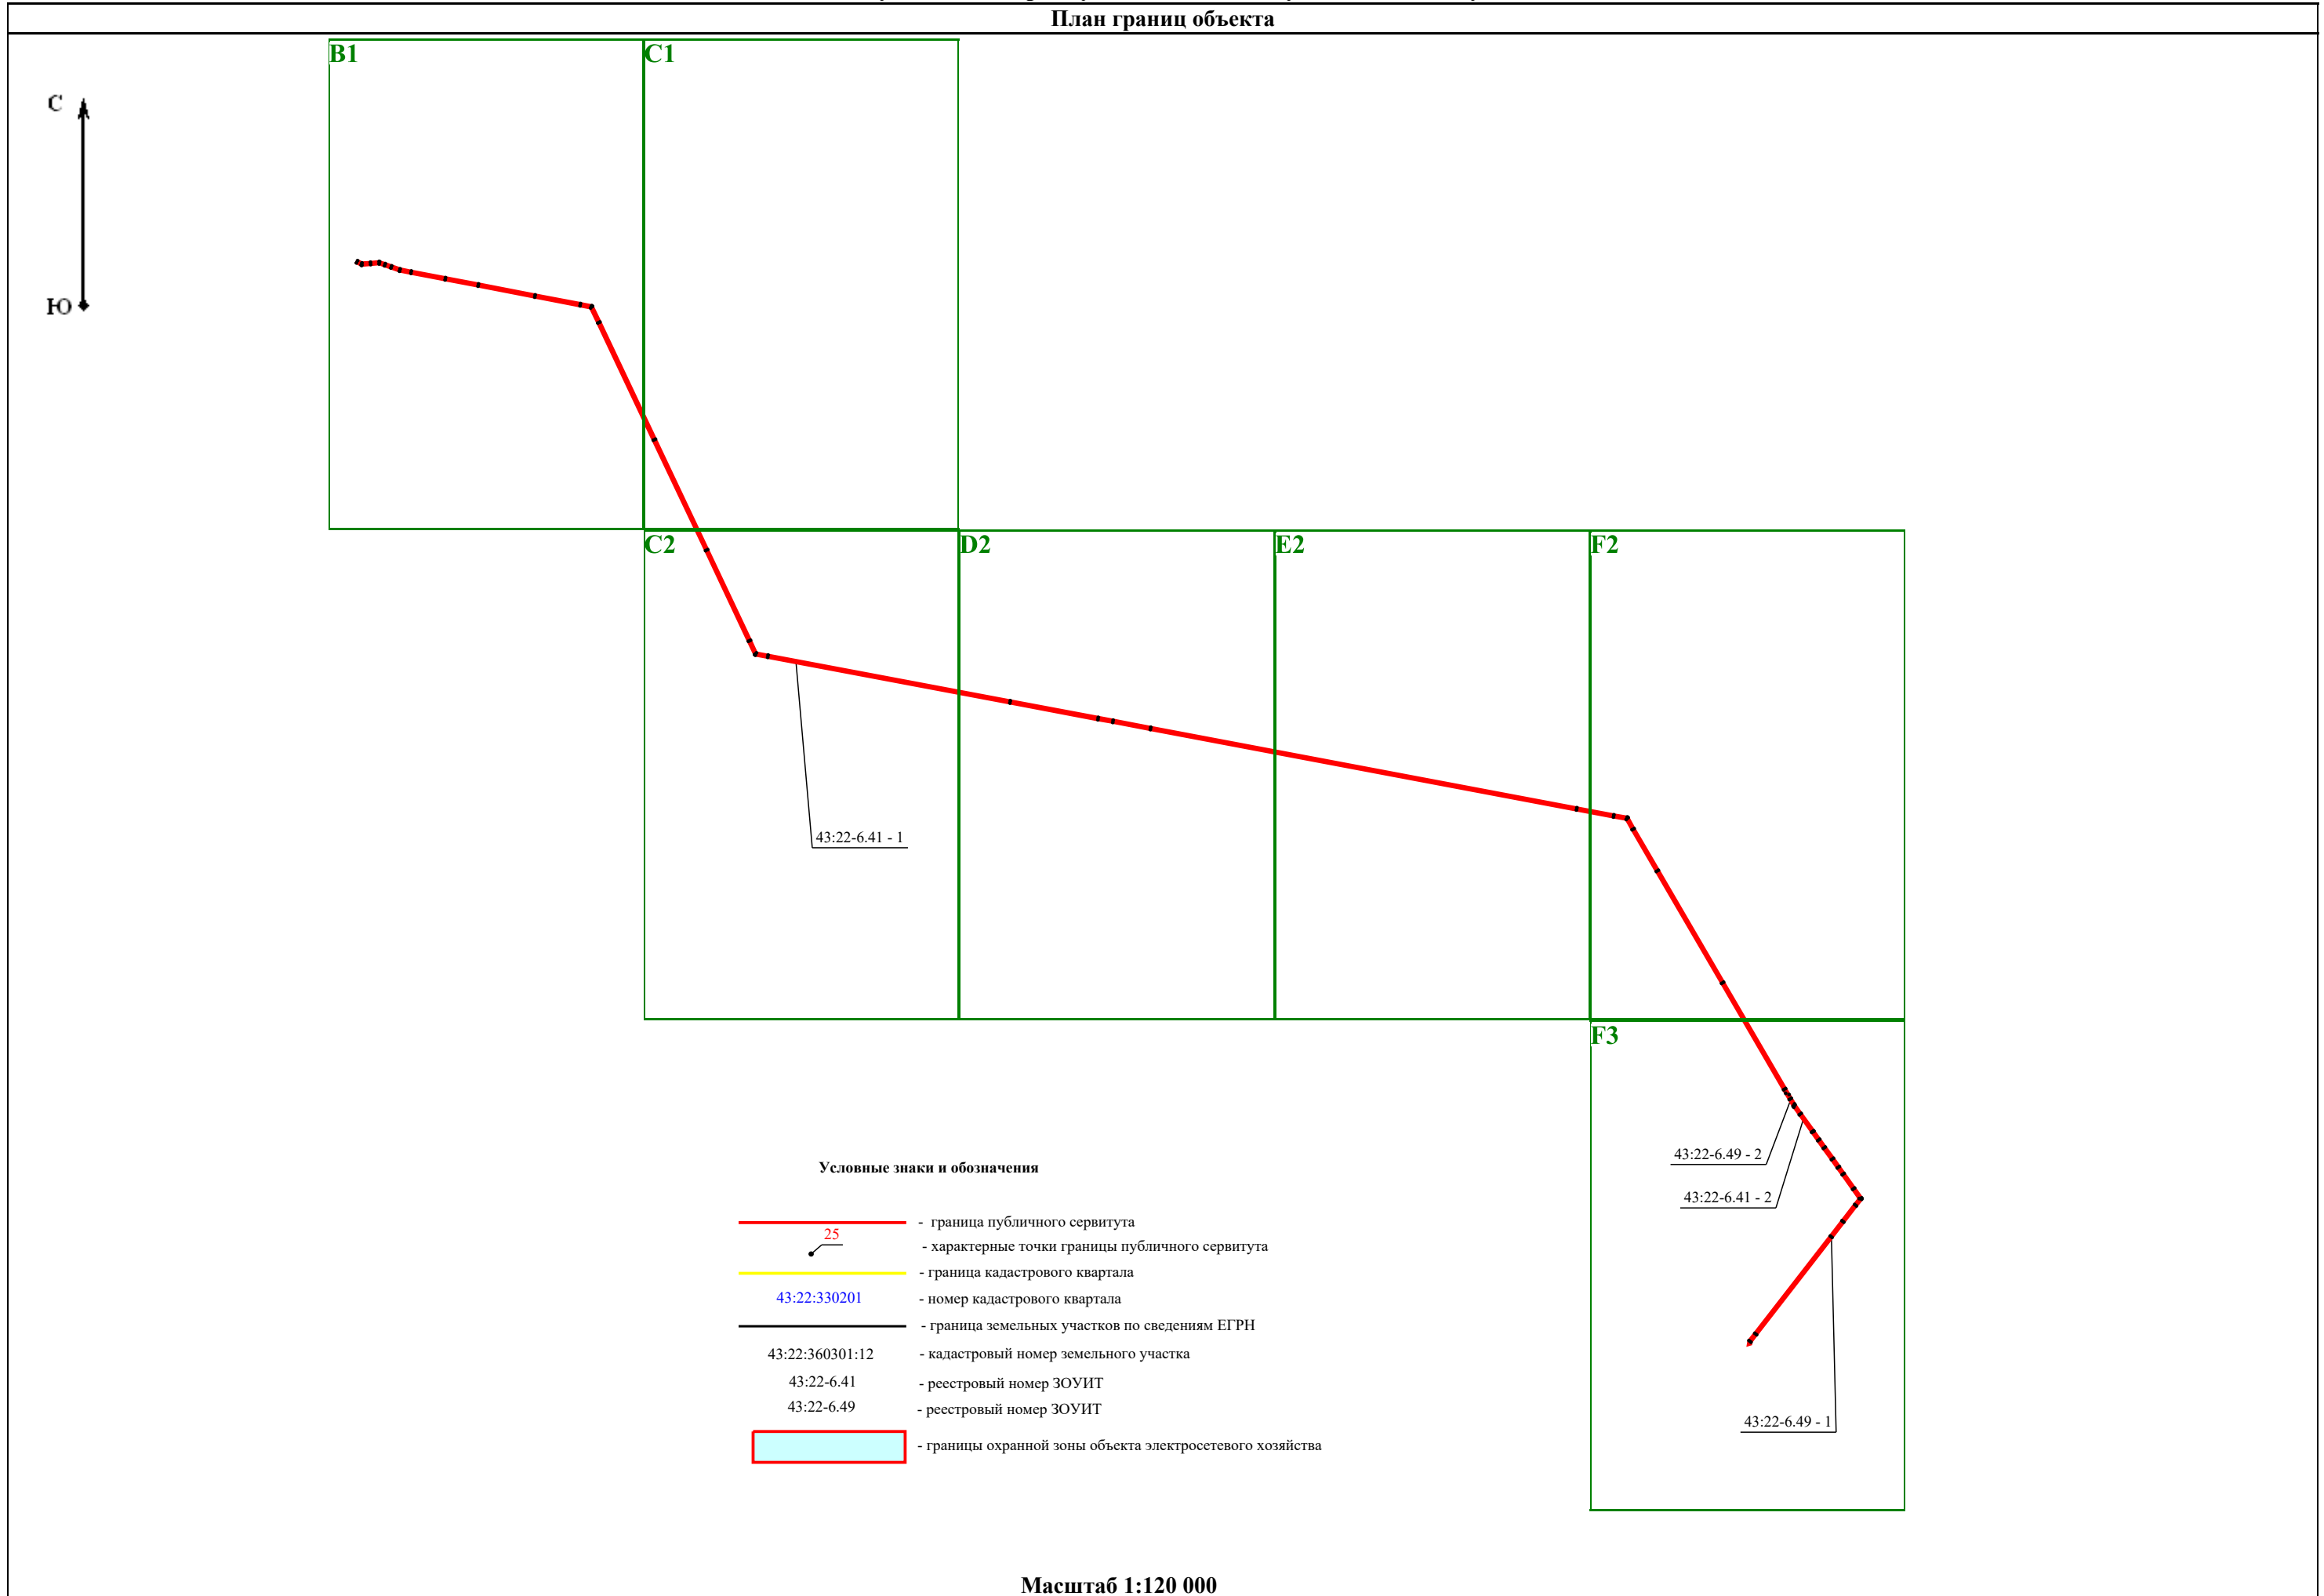 План границ объекта
B1
C1
С
Ю
C2
D2
E2
F2
43:22-6.41 - 1
F3
43:22-6.49 - 2
43:22-6.41 - 2
43:22-6.49 - 1
Условные знаки и обозначения
- граница публичного сервитута
25
- характерные точки границы публичного сервитута
- граница кадастрового квартала
43:22:330201 - номер кадастрового квартала
- граница земельных участков по сведениям ЕГРН
43:22:360301:12 - кадастровый номер земельного участка
43:22-6.41 - реестровый номер ЗОУИТ
43:22-6.49 - реестровый номер ЗОУИТ
- границы охранной зоны объекта электросетевого хозяйства
Масштаб 1:120 000